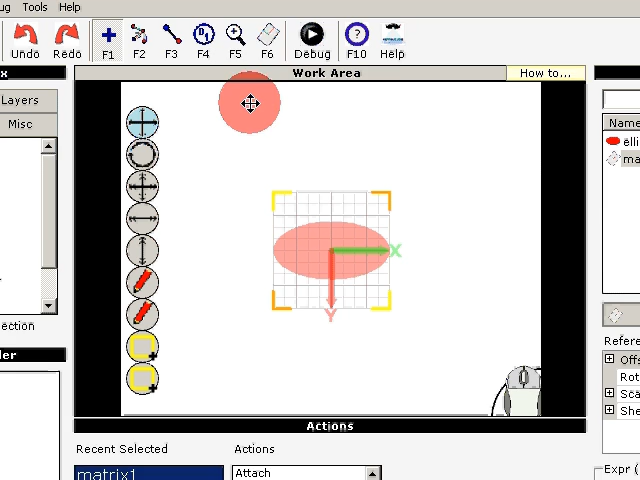 ug Tools Help
Undo Redo F1 F2 F3 F4 F5 F6 Debug F10 Help
x Work Area How to...
Layers
Misc
Name
elli
ma
X
Y
ection
der
Refere
Offs
Rot
Sca
She
Actions
Recent Selected Actions
matrix1 Attach
Expr (